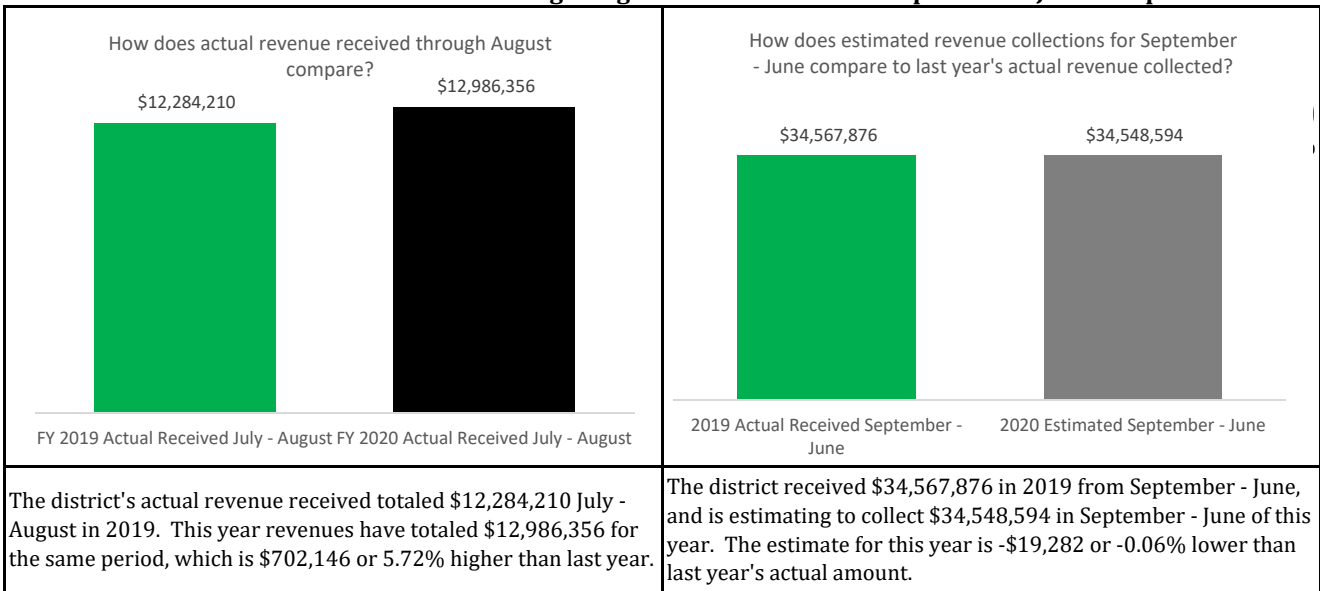 How does actual revenue received through August
compare?
$12,284,210
$12,986,356
FY 2019 Actual Received July - August FY 2020 Actual Received July - August
How does estimated revenue collections for September
- June compare to last year's actual revenue collected?
$34,567,876
$34,548,594
2019 Actual Received September -
June
2020 Estimated September - June
The district's actual revenue received totaled $12,284,210 July -
August in 2019. This year revenues have totaled $12,986,356 for
the same period, which is $702,146 or 5.72% higher than last year.
The district received $34,567,876 in 2019 from September - June,
and is estimating to collect $34,548,594 in September - June of this
year. The estimate for this year is -$19,282 or -0.06% lower than
last year's actual amount.